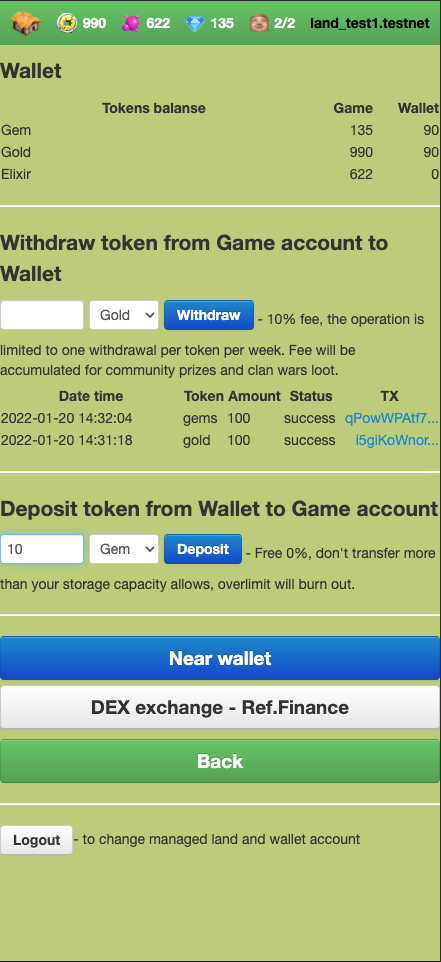 990 622 135 2/2 land_test1.testnet
Wallet
Tokens balanse Game Wallet
Gem 135 90
Gold 990 90
Elixir 622 0
Withdraw token from Game account to
Wallet
Gold Withdraw - 10% fee, the operation is
limited to one withdrawal per token per week. Fee will be
accumulated for community prizes and clan wars loot.
Date time Token Amount Status TX
2022-01-20 14:32:04 gems 100 success qPowWPAtf7...
2022-01-20 14:31:18 gold 100 success i5giKoWnor...
Deposit token from Wallet to Game account
10 Gem Deposit - Free 0%, don't transfer more
than your storage capacity allows, overlimit will burn out.
Near wallet
DEX exchange - Ref.Finance
Back
Logout - to change managed land and wallet account